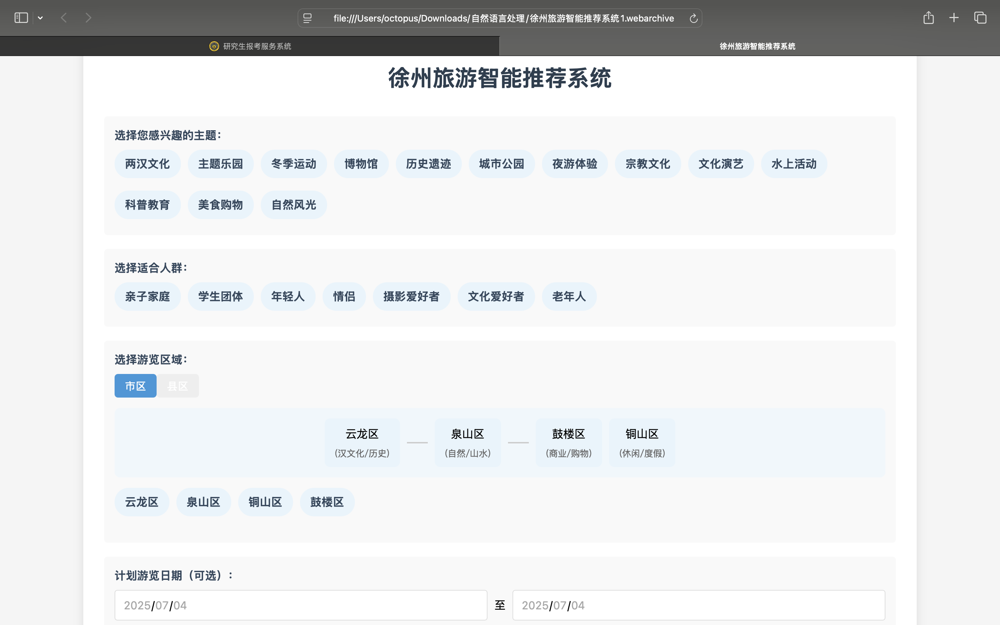 file:///Users/octopus/Downloads/自然语言处理/徐州旅游智能推荐系统1.webarchive
研究生报考服务系统
徐州旅游智能推荐系统
徐州旅游智能推荐系统
选择您感兴趣的主题：
两汉文化 主题乐园 冬季运动 博物馆 历史遗迹 城市公园 夜游体验 宗教文化 文化演艺 水上活动
科普教育 美食购物 自然风光
选择适合人群：
亲子家庭 学生团体 年轻人 情侣 摄影爱好者 文化爱好者 老年人
选择游览区域：
市区 县区
云龙区 泉山区 鼓楼区 铜山区
(汉文化/历史) (自然/山水) (商业/购物) (休闲/度假)
云龙区 泉山区 铜山区 鼓楼区
计划游览日期（可选）：
2025/07/04 至 2025/07/04